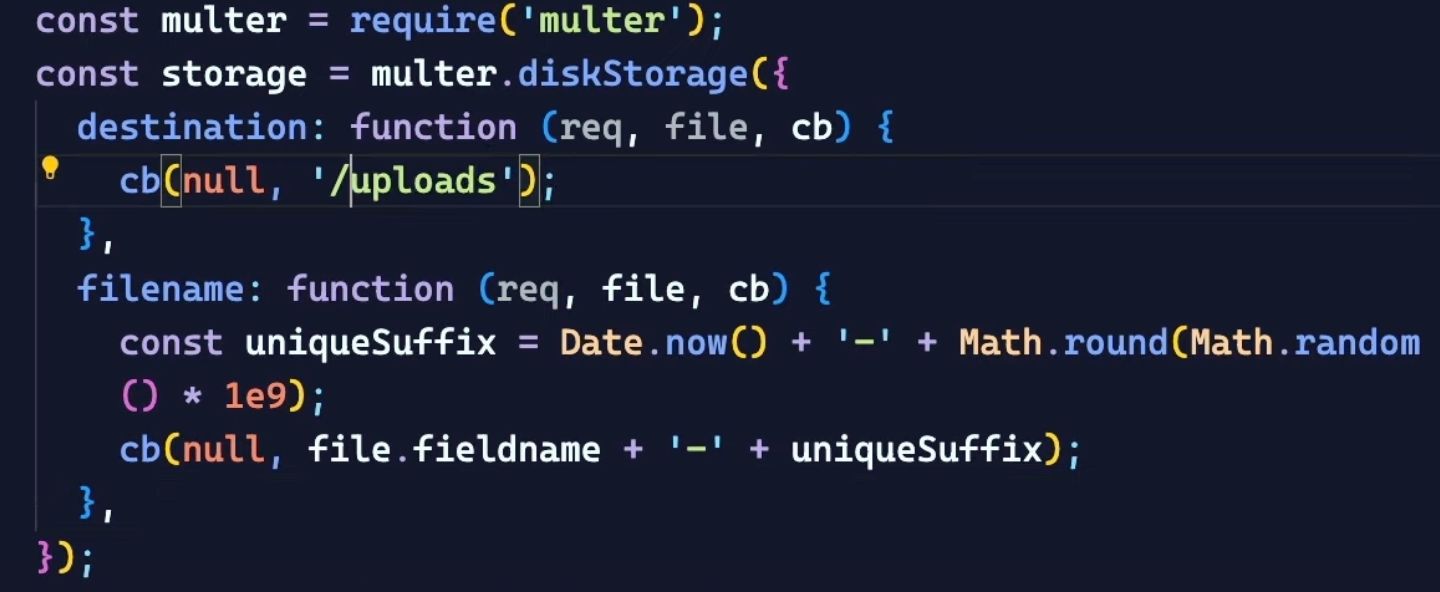 const multer = require('multer');
const storage = multer.diskStorage({
destination: function (req, file, cb) {
cb(null, '/uploads');
},
filename: function (req, file, cb) {
const uniqueSuffix = Date.now() + '-' + Math.round(Math.random
() * 1e9);
cb(null, file.fieldname + '-' + uniqueSuffix);
},
});